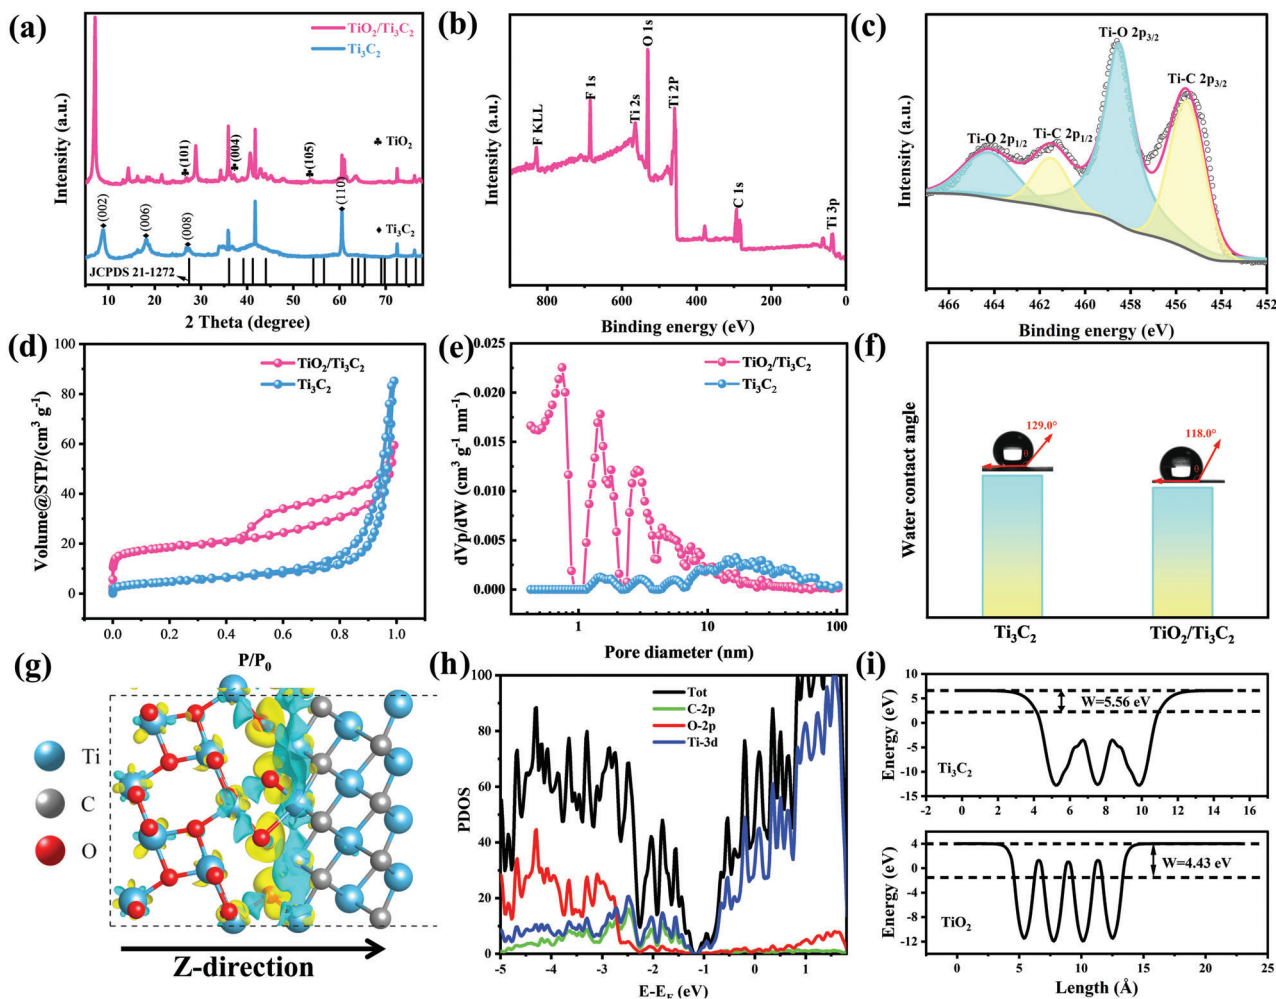 (a)
TiO₂/Ti₃C₂
Ti₃C₂
Intensity (a.u.)
♣(101)
♣(004)
♣(105)
♣ TiO₂
♦(002)
♦(006)
♦(008)
♦(110)
♦ Ti₃C₂
JCPDS 21-1272
10 20 30 40 50 60 70
2 Theta (degree)
(b)
Intensity (a.u.)
F KLL
F 1s
Ti 2s
O 1s
Ti 2P
C 1s
Ti 3p
800 600 400 200 0
Binding energy (eV)
(c)
Intensity (a.u.)
Ti-O 2p3/2
Ti-C 2p3/2
Ti-O 2p1/2
Ti-C 2p1/2
466 464 462 460 458 456 454 452
Binding energy (eV)
(d)
Volume@STP/(cm³ g⁻¹)
TiO₂/Ti₃C₂
Ti₃C₂
100
80
60
40
20
0
0.0 0.2 0.4 0.6 0.8 1.0
P/P₀
(e)
dVp/dW (cm³ g⁻¹ nm⁻¹)
TiO₂/Ti₃C₂
Ti₃C₂
0.025
0.020
0.015
0.010
0.005
0.000
1 10 100
Pore diameter (nm)
(f)
Water contact angle
129.0°
θ
118.0°
θ
Ti₃C₂
TiO₂/Ti₃C₂
(g)
Ti
C
O
Z-direction
(h)
PDOS
Tot
C-2p
O-2p
Ti-3d
100
80
60
40
20
0
-5 -4 -3 -2 -1 0 1
E-EF (eV)
(i)
Energy (eV)
10
5
0
-5
-10
-15
W=5.56 eV
Ti₃C₂
-2 0 2 4 6 8 10 12 14 16
Energy (eV)
4
0
-4
-8
-12
W=4.43 eV
TiO₂
-5 0 5 10 15 20 25
Length (Å)